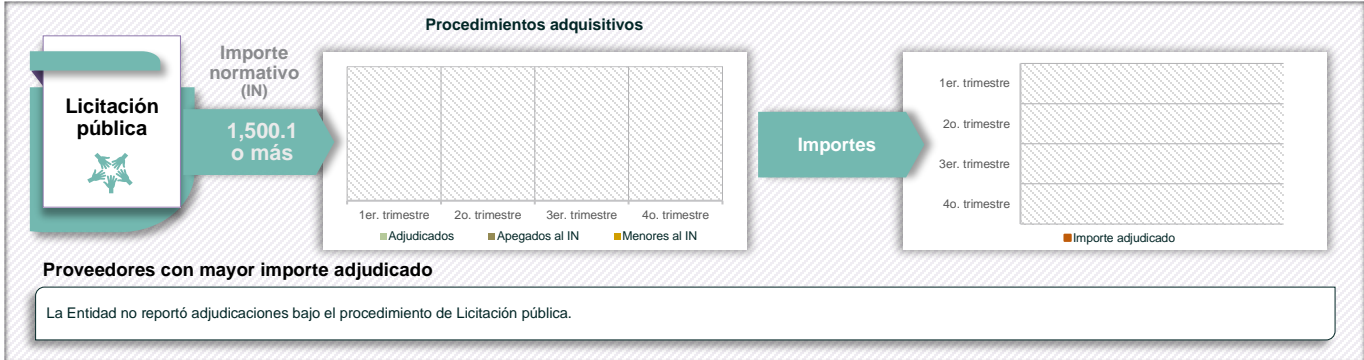 Procedimientos adquisitivos
Licitación
pública
Importe
normativo
(IN)
1,500.1
o más
1er. trimestre 2o. trimestre 3er. trimestre 4o. trimestre
Adjudicados Apegados al IN Menores al IN
Importes
1er. trimestre
2o. trimestre
3er. trimestre
4o. trimestre
Importe adjudicado
Proveedores con mayor importe adjudicado
La Entidad no reportó adjudicaciones bajo el procedimiento de Licitación pública.